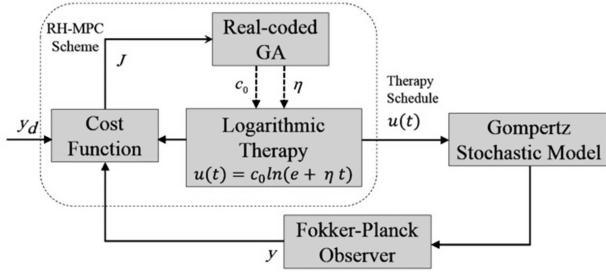 RH-MPC
Scheme
J
Real-coded
GA
c₀
η
y_d
Cost
Function
Logarithmic
Therapy
u(t) = c₀ln(e + η t)
Therapy
Schedule
u(t)
Gompertz
Stochastic Model
Fokker-Planck
Observer
y